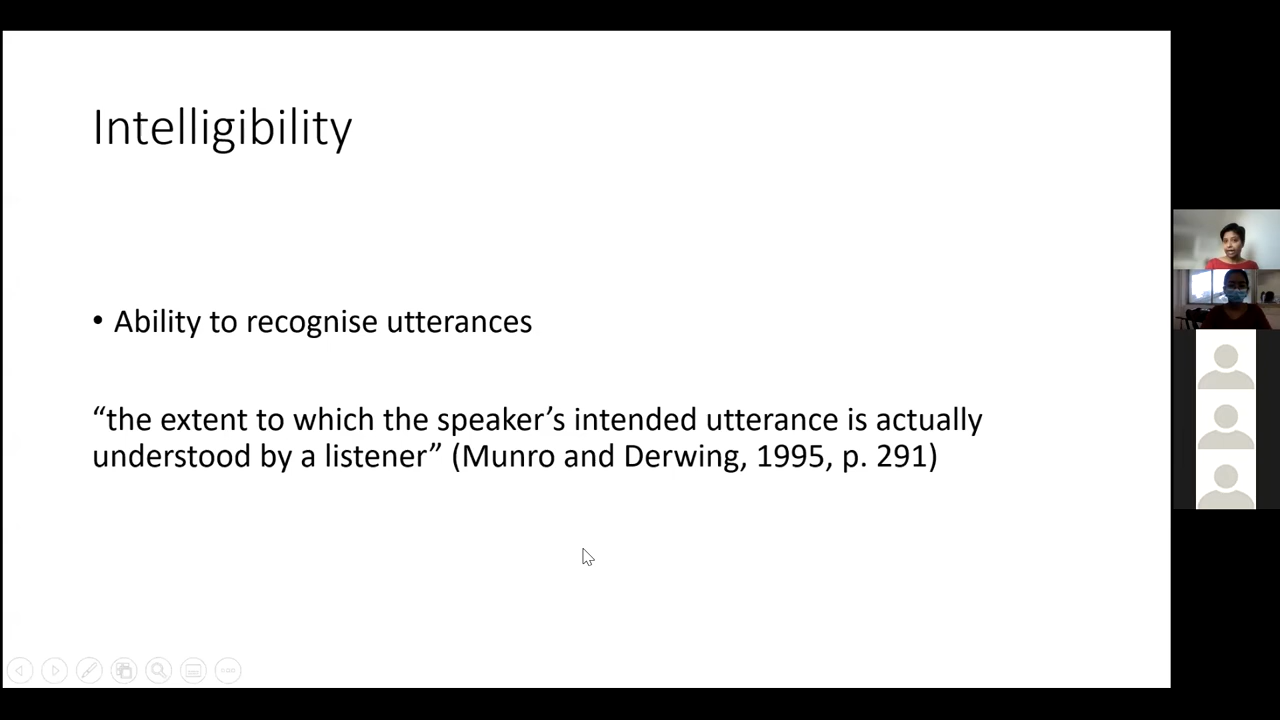 Intelligibility
• Ability to recognise utterances
“the extent to which the speaker’s intended utterance is actually
understood by a listener” (Munro and Derwing, 1995, p. 291)